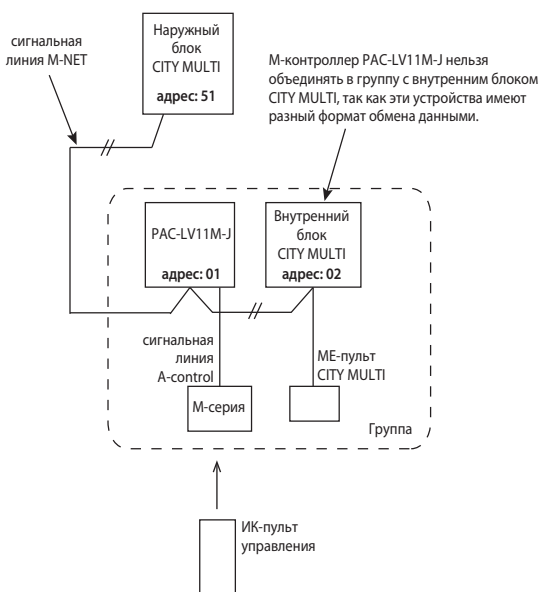 сигнальная
линия M-NET
Наружный
блок
CITY MULTI
адрес: 51
М-контроллер PAC-LV11M-J нельзя
объединять в группу с внутренним блоком
CITY MULTI, так как эти устройства имеют
разный формат обмена данными.
PAC-LV11M-J
адрес: 01
Внутренний
блок
CITY MULTI
адрес: 02
сигнальная
линия
A-control
М-серия
МЕ-пульт
CITY MULTI
Группа
ИК-пульт
управления